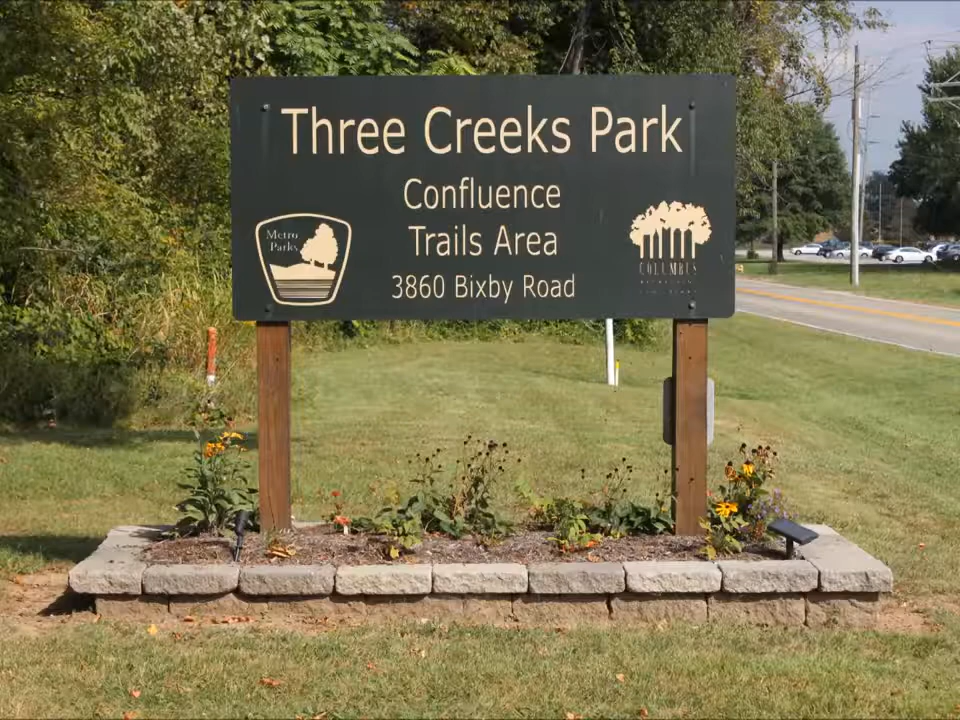 Three Creeks Park
Confluence
Trails Area
3860 Bixby Road
Metro
Parks
COLUMBUS